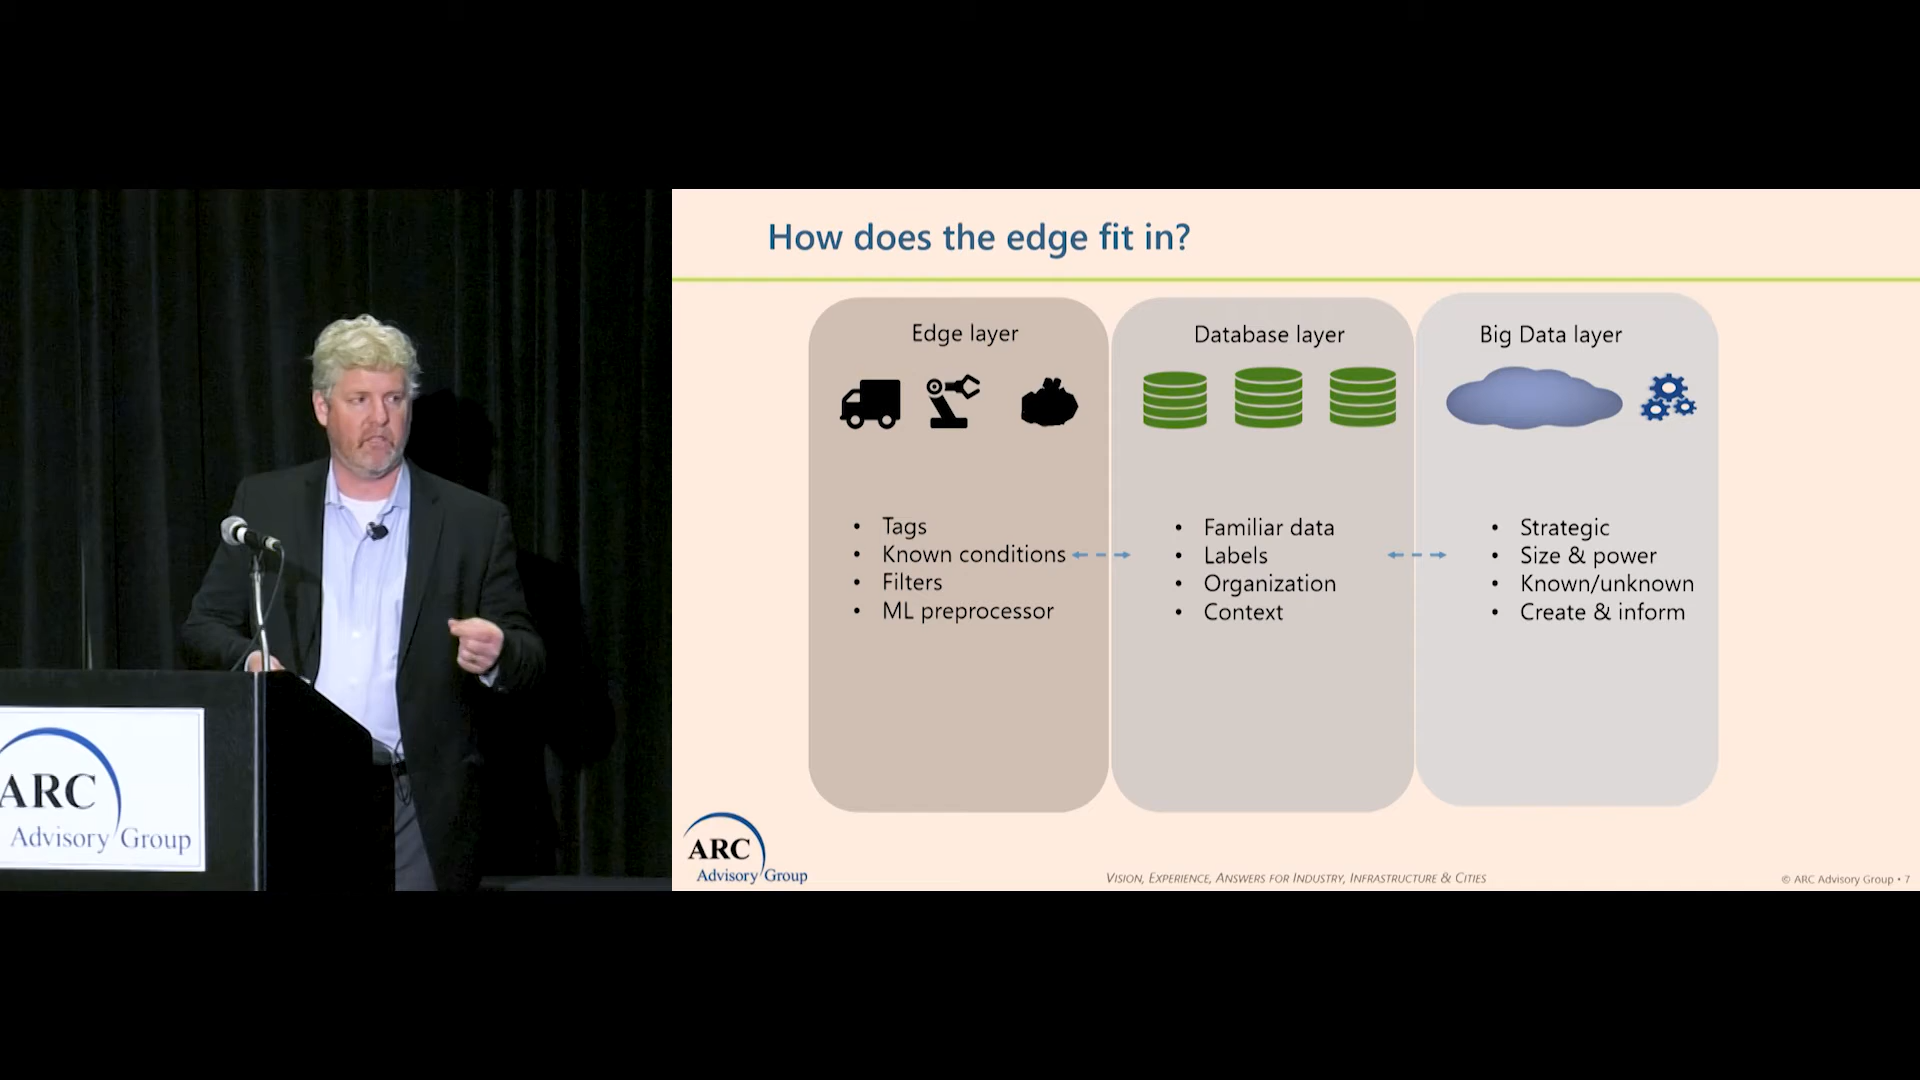 ARC
Advisory Group
How does the edge fit in?
Edge layer
• Tags
• Known conditions
• Filters
• ML preprocessor
Database layer
• Familiar data
• Labels
• Organization
• Context
Big Data layer
• Strategic
• Size & power
• Known/unknown
• Create & inform
ARC
Advisory Group
VISION, EXPERIENCE, ANSWERS FOR INDUSTRY, INFRASTRUCTURE & CITIES
© ARC Advisory Group • 7